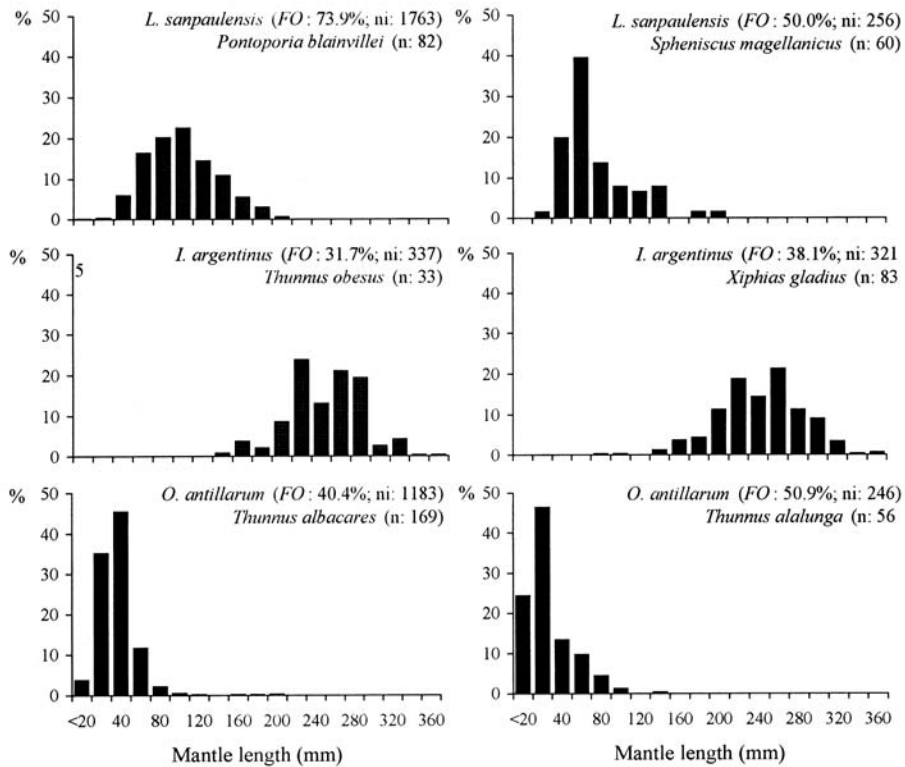 % L. sanpaulensis (FO: 73.9%; ni: 1763)
Pontoporia blainvillei (n: 82)
50
40
30
20
10
0
L. sanpaulensis (FO: 50.0%; ni: 256)
Spheniscus magellanicus (n: 60)
50
40
30
20
10
0
% I. argentinus (FO: 31.7%; ni: 337)
Thunnus obesus (n: 33)
5
50
40
30
20
10
0
% I. argentinus (FO: 38.1%; ni: 321
Xiphias gladius (n: 83
50
40
30
20
10
0
% O. antillarum (FO: 40.4%; ni: 1183)
Thunnus albacares (n: 169)
50
40
30
20
10
0
<20 40 80 120 160 200 240 280 320 360
Mantle length (mm)
% O. antillarum (FO: 50.9%; ni: 246)
Thunnus alalunga (n: 56
50
40
30
20
10
0
<20 40 80 120 160 200 240 280 320 360
Mantle length (mm)